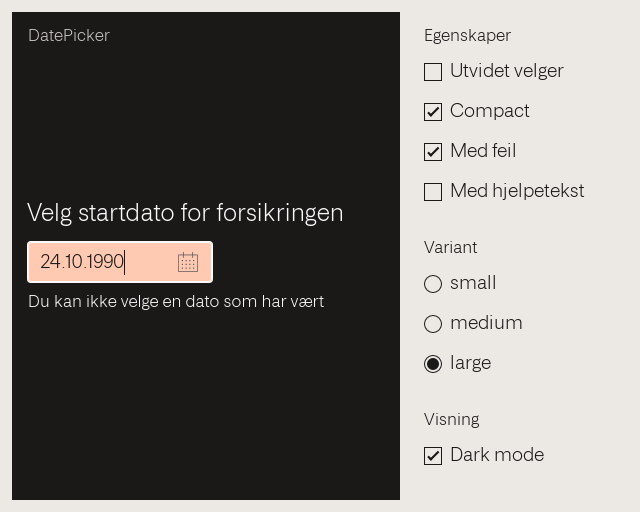 DatePicker
Velg startdato for forsikringen
24.10.1990
Du kan ikke velge en dato som har vært
Egenskaper
Utvidet velger
Compact
Med feil
Med hjelpetekst
Variant
small
medium
large
Visning
Dark mode